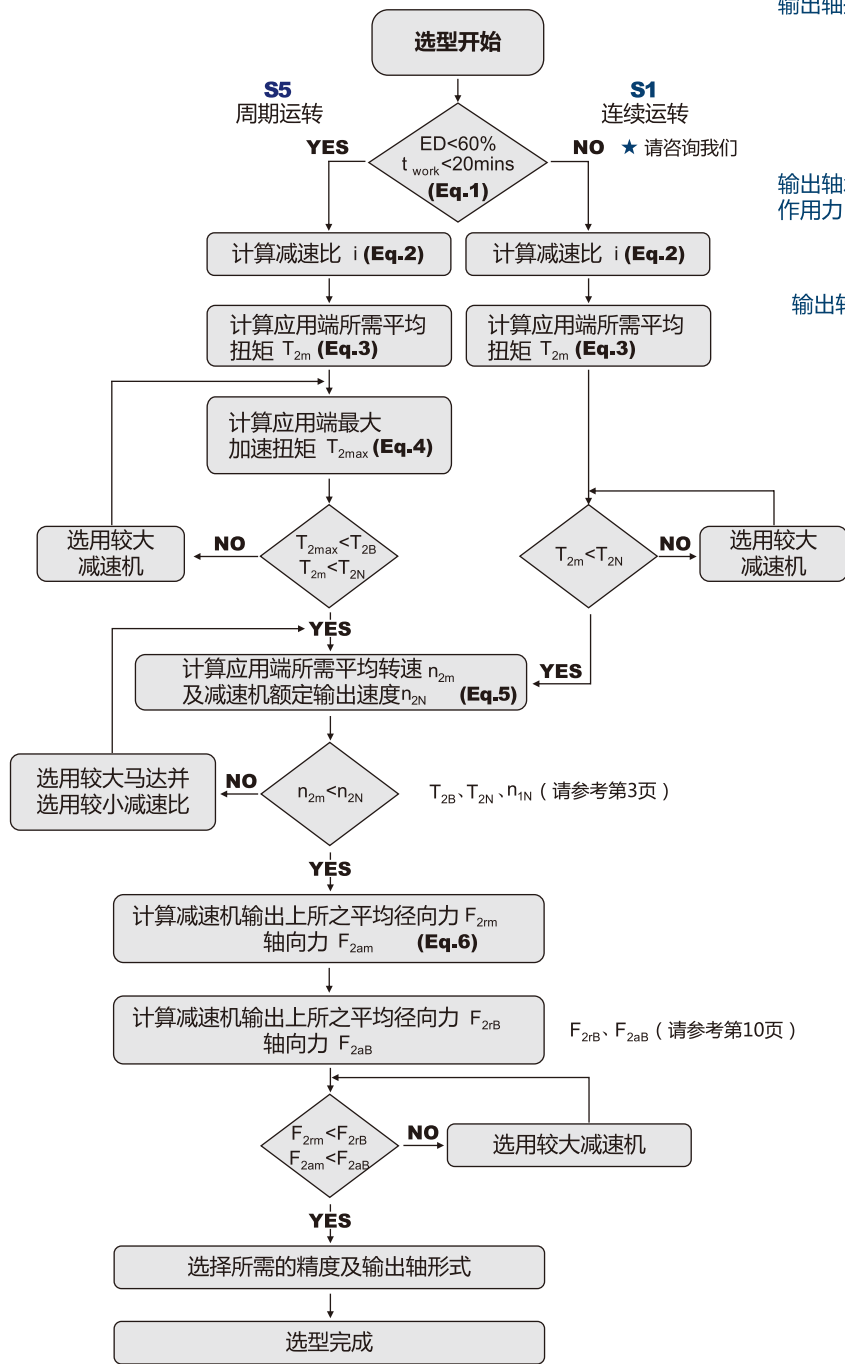 输出轴
选型开始
S5
周期运转
S1
连续运转
YES
ED<60%
t work<20mins
(Eq.1)
NO
★ 请咨询我们
输出轴
作用力
计算减速比 i (Eq.2)
计算减速比 i (Eq.2)
输出
计算应用端所需平均
扭矩 T2m (Eq.3)
计算应用端所需平均
扭矩 T2m (Eq.3)
计算应用端最大
加速扭矩 T2max (Eq.4)
选用较大
减速机
NO
T2max<T2B
T2m<T2N
T2m<T2N
NO
选用较大
减速机
YES
计算应用端所需平均转速 n2m
及减速机额定输出速度n2N (Eq.5)
YES
选用较大马达并
选用较小减速比
NO
n2m<n2N
T2B、T2N、n1N(请参考第3页)
YES
计算减速机输出上所之平均径向力 F2rm
轴向力 F2am (Eq.6)
计算减速机输出上所之平均径向力 F2rB
轴向力 F2aB
F2rB、F2aB(请参考第10页)
F2rm<F2rB
F2am<F2aB
NO
选用较大减速机
YES
选择所需的精度及输出轴形式
选型完成